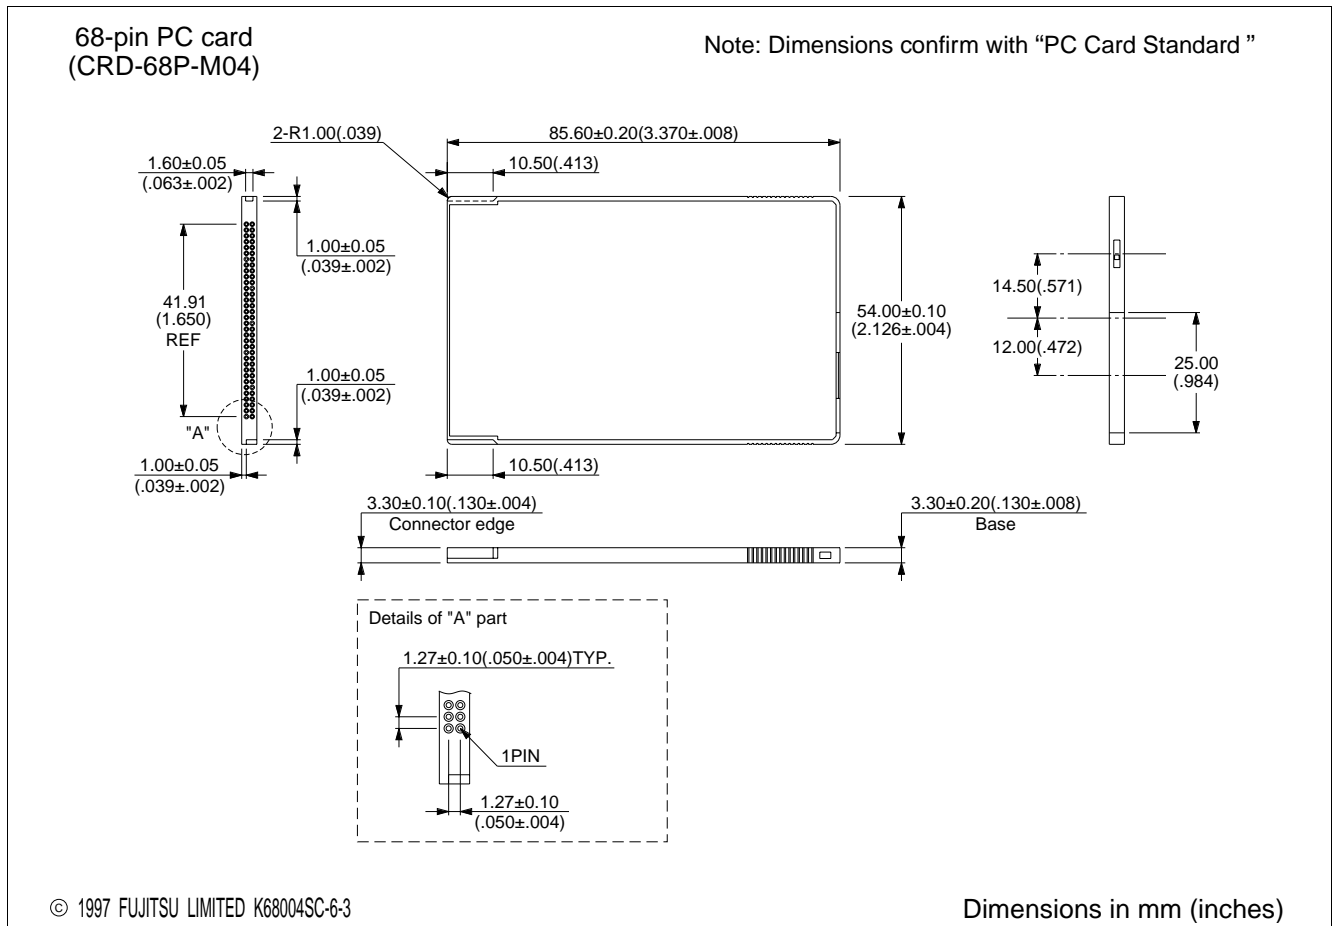 68-pin PC card
(CRD-68P-M04)
Note: Dimensions confirm with “PC Card Standard ”
2-R1.00(.039)
85.60±0.20(3.370±.008)
10.50(.413)
1.60±0.05
(.063±.002)
1.00±0.05
(.039±.002)
41.91
(1.650)
REF
54.00±0.10
(2.126±.004)
14.50(.571)
12.00(.472)
25.00
(.984)
1.00±0.05
(.039±.002)
"A"
1.00±0.05
(.039±.002)
10.50(.413)
3.30±0.10(.130±.004)
Connector edge
3.30±0.20(.130±.008)
Base
Details of "A" part
1.27±0.10(.050±.004)TYP.
1PIN
1.27±0.10
(.050±.004)
© 1997 FUJITSU LIMITED K68004SC-6-3
Dimensions in mm (inches)